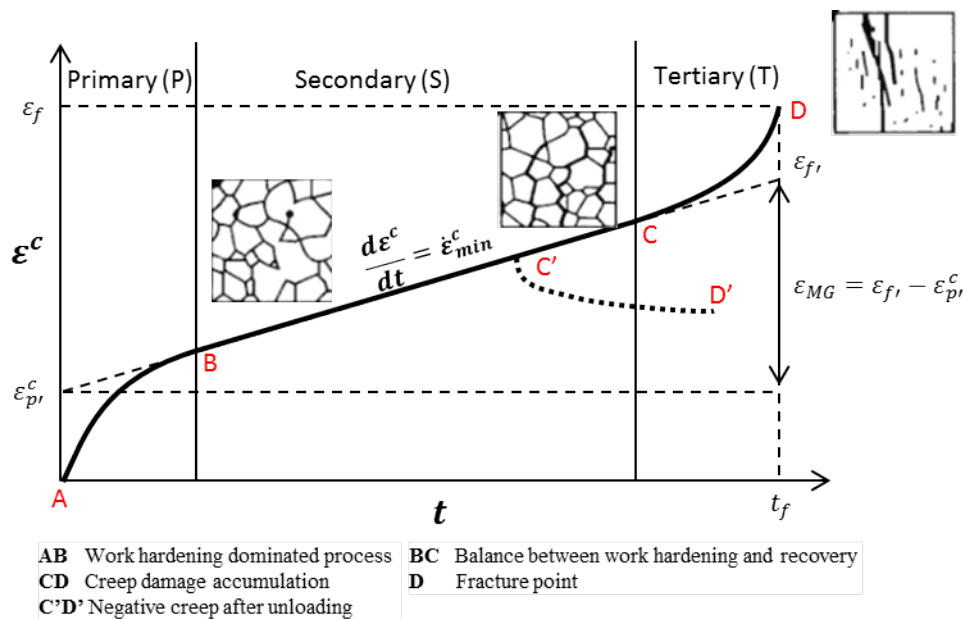 Primary (P) Secondary (S) Tertiary (T)
ε_f
D
ε_f′
C
ε^c
dε^c/dt = ε̇^c_min
C'
D'
ε_MG = ε_f′ − ε^c_p′
B
ε^c_p′
A
t
t_f
AB Work hardening dominated process
BC Balance between work hardening and recovery
CD Creep damage accumulation
D Fracture point
C'D' Negative creep after unloading